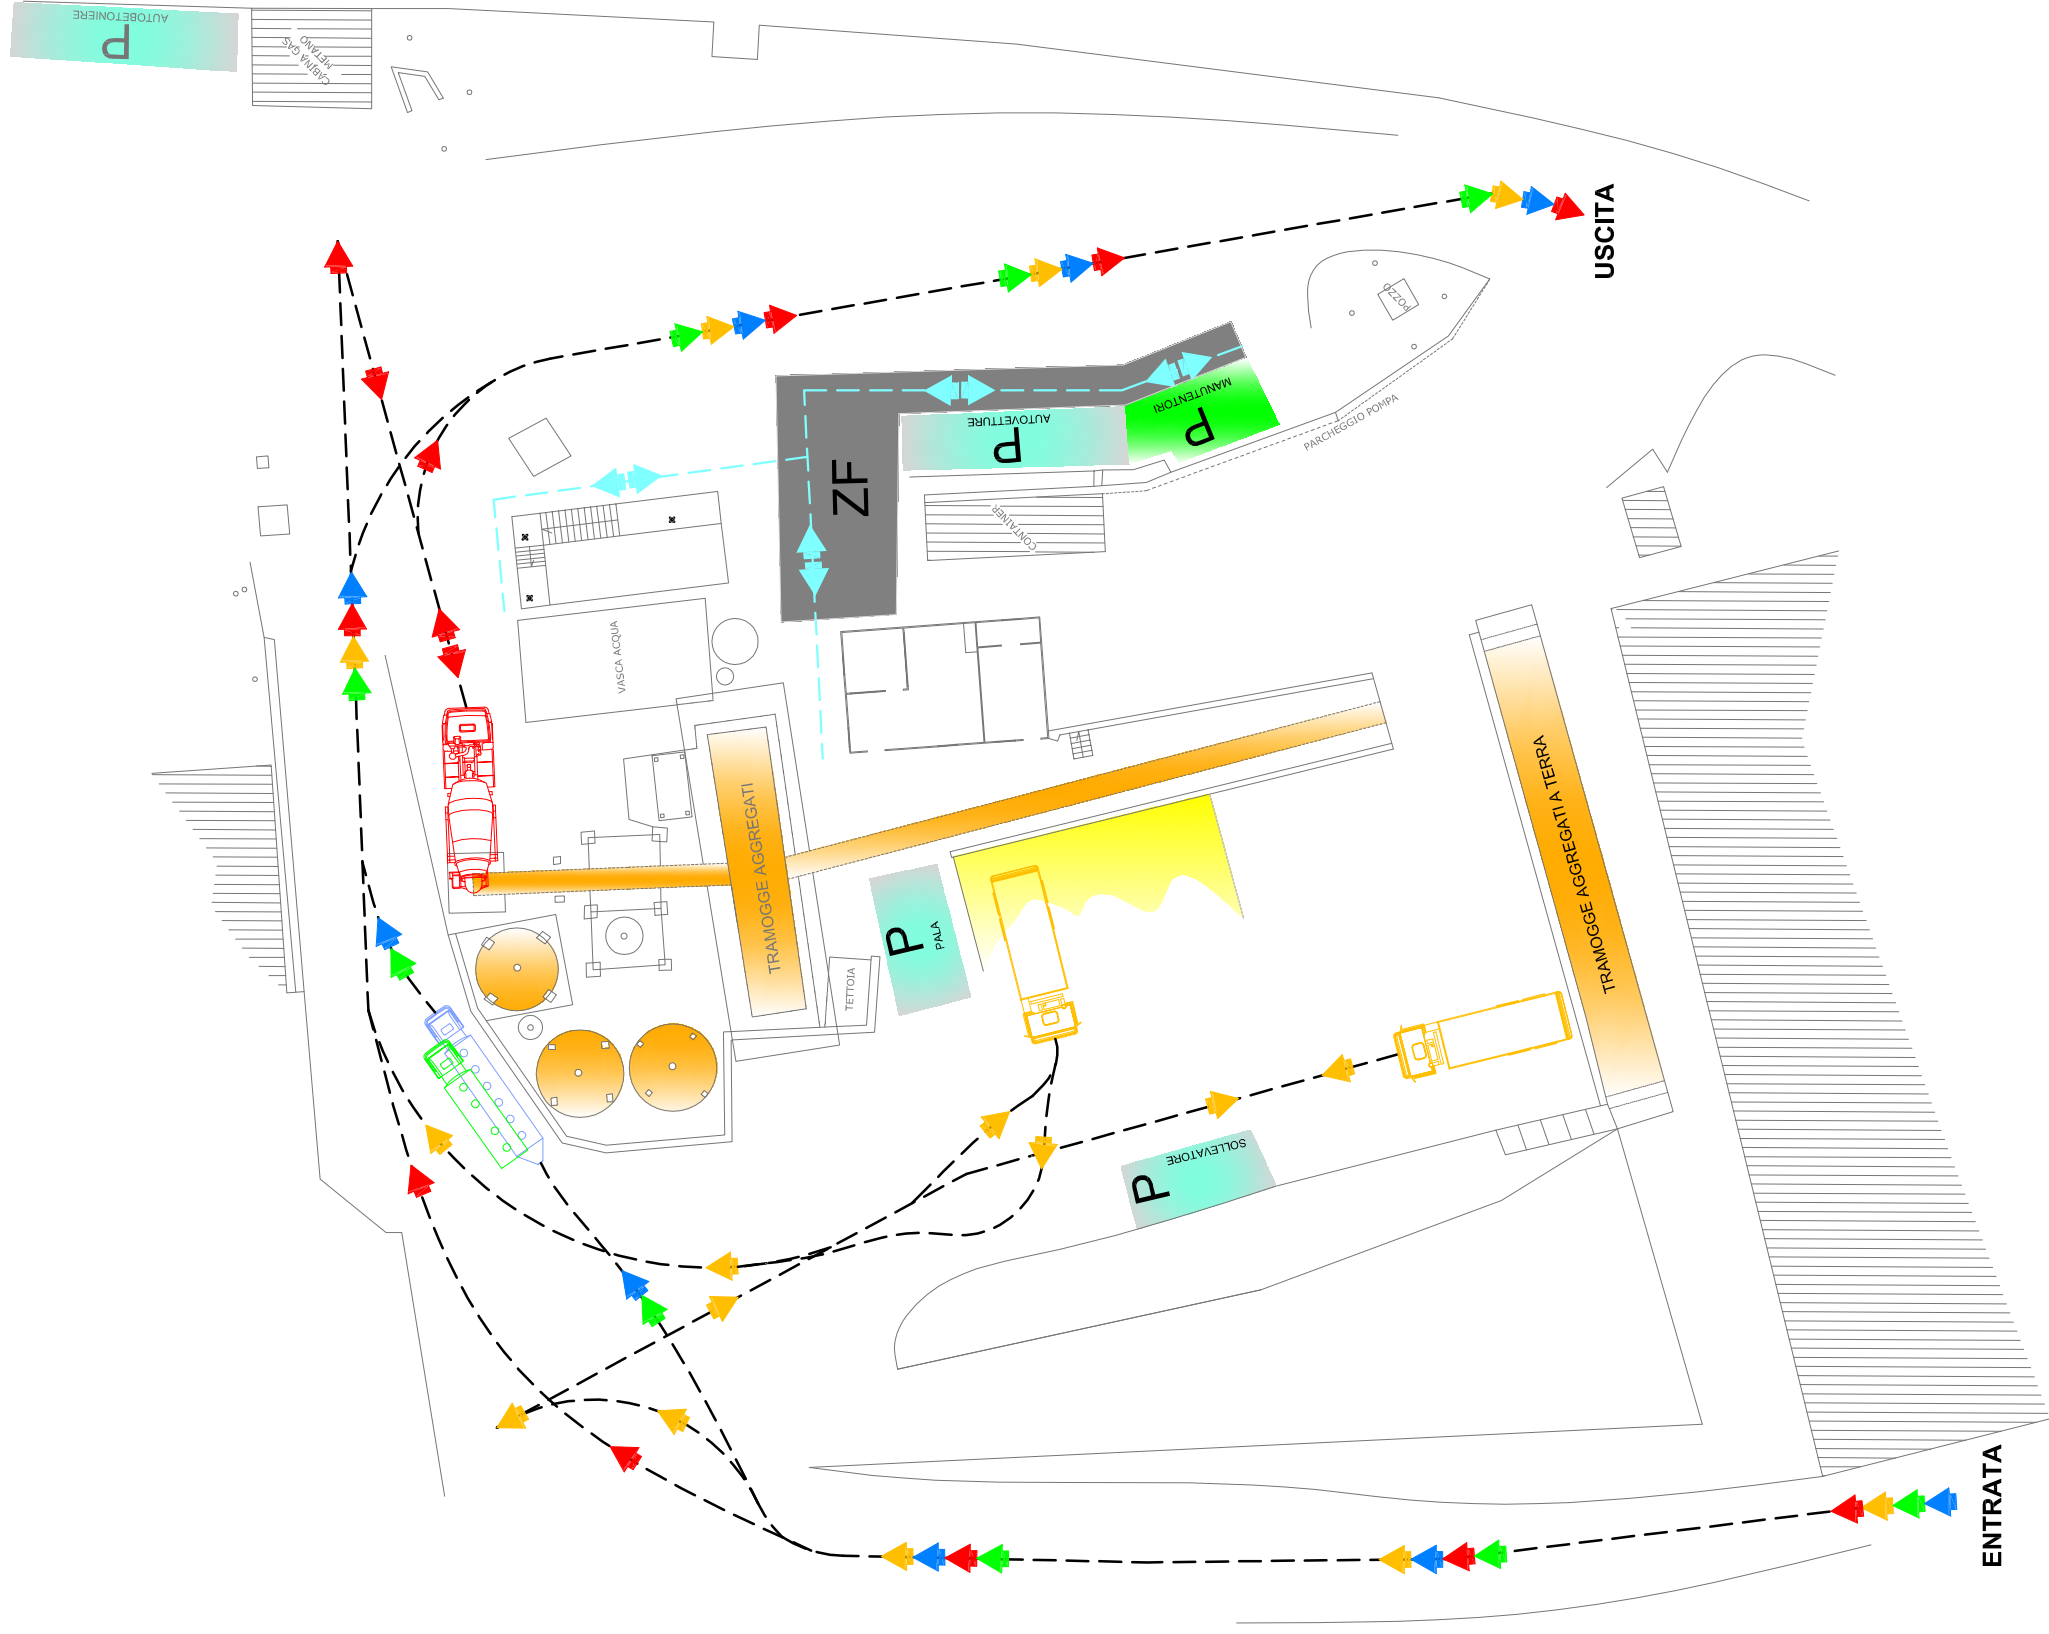 AUTOBETONIERE
P
CABINA GAS
METANO
USCITA
POZZO
MANUTENTORI
P
AUTOVETTURE
P
PARCHEGGIO POMPA
ZF
CONTAINER
VASCA ACQUA
TRAMOGGE AGGREGATI
TRAMOGGE AGGREGATI A TERRA
P
PALA
TETTOIA
SOLLEVATORE
P
ENTRATA